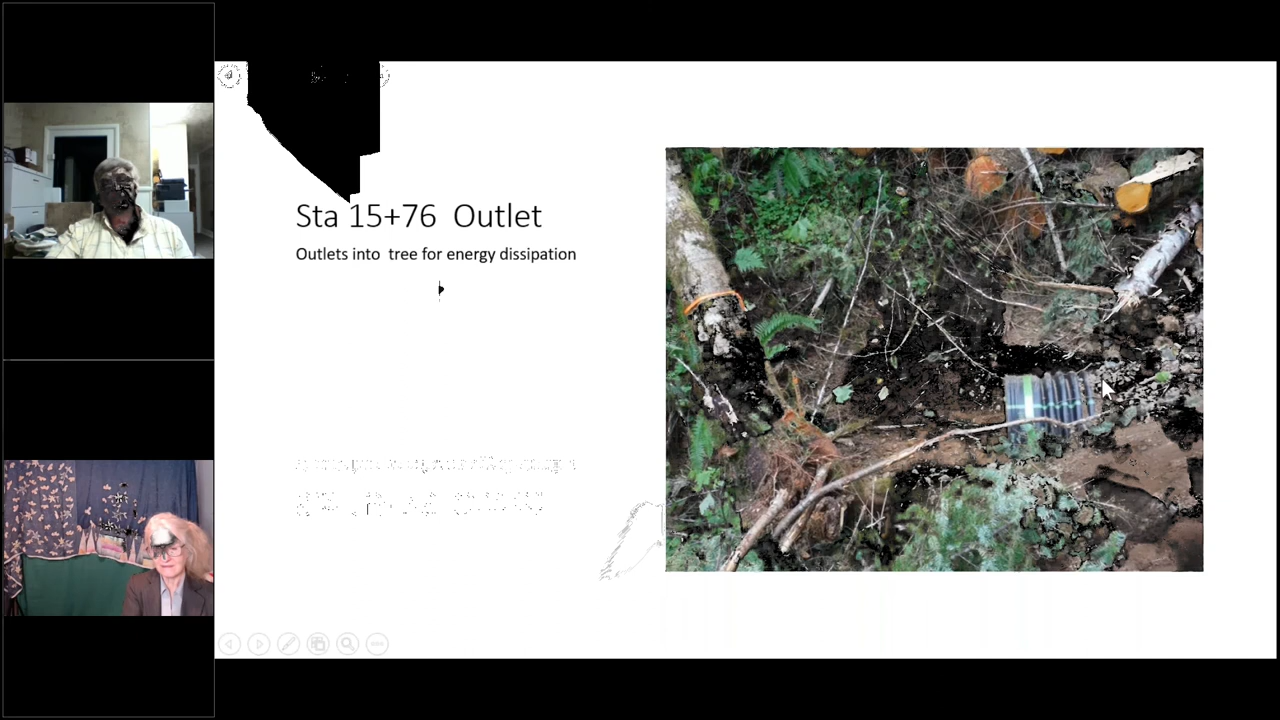 Sta 15+76 Outlet
Outlets into tree for energy dissipation